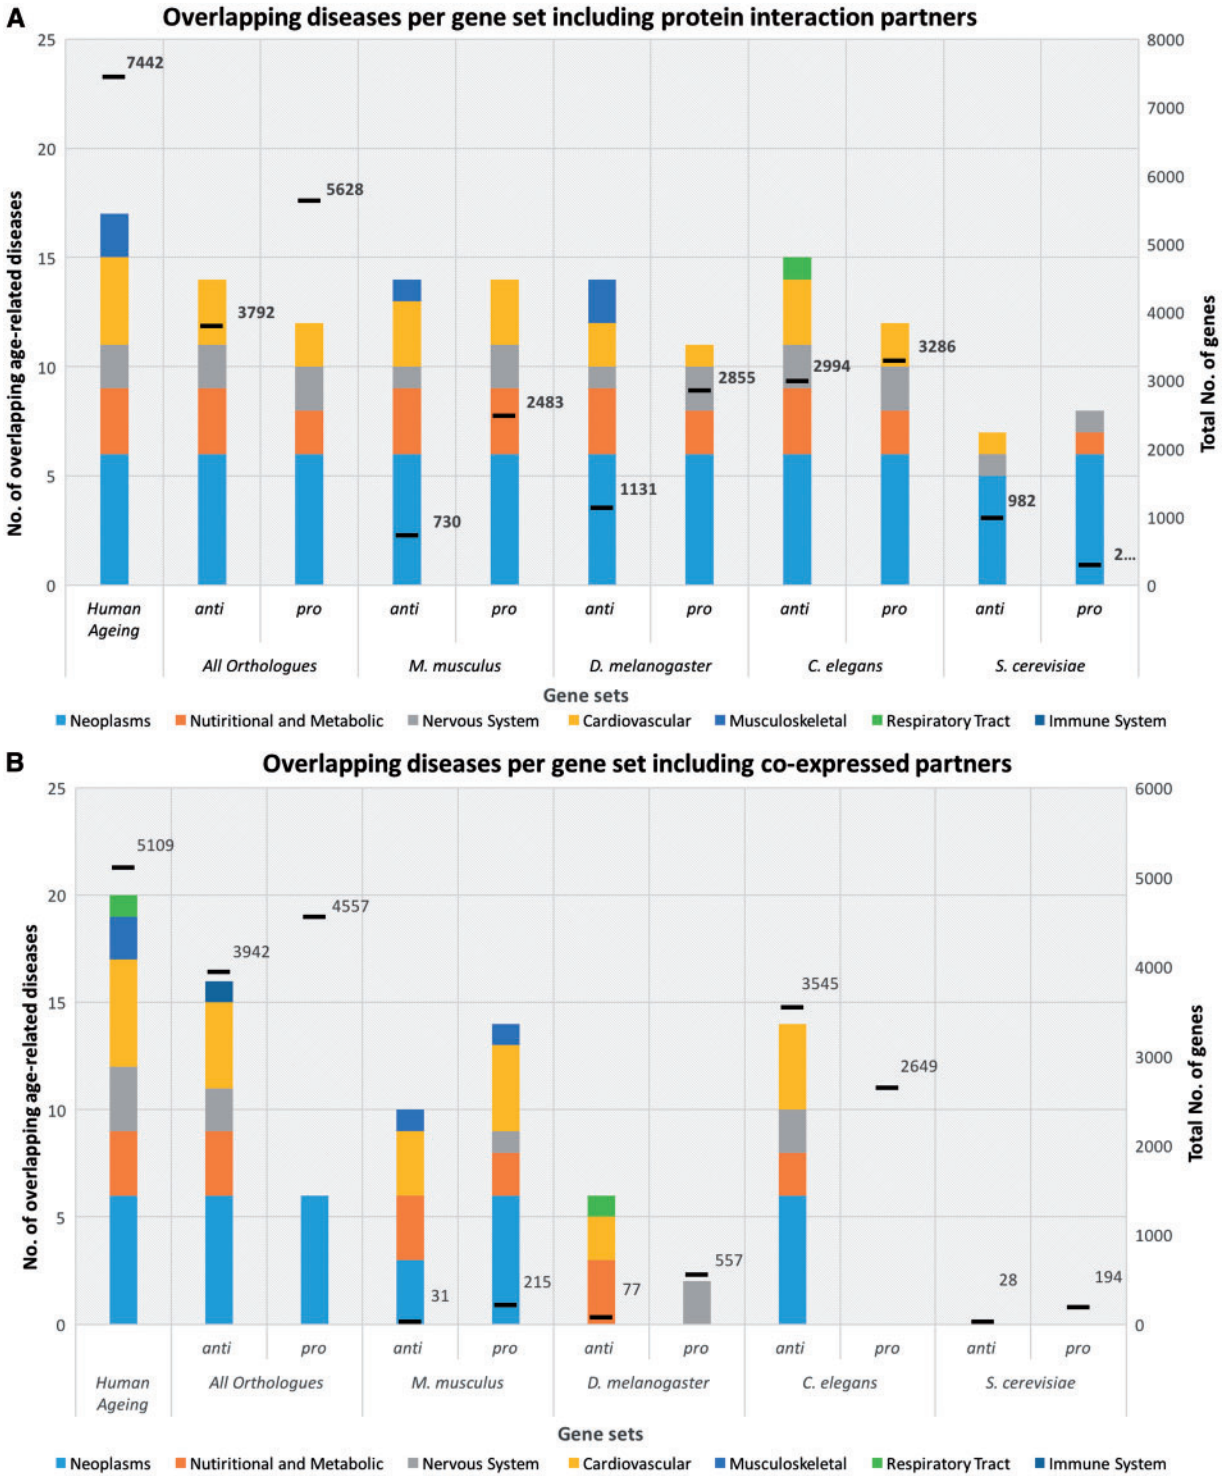 A
Overlapping diseases per gene set including protein interaction partners
No. of overlapping age-related diseases
Total No. of genes
25
20
15
10
5
0
8000
7000
6000
5000
4000
3000
2000
1000
0
7442
3792
5628
730
2483
1131
2855
2994
3286
982
2...
Human Ageing
anti pro anti pro anti pro anti pro anti pro
All Orthologues M. musculus D. melanogaster C. elegans S. cerevisiae
Gene sets
Neoplasms Nutiritional and Metabolic Nervous System Cardiovascular Musculoskeletal Respiratory Tract Immune System
B
Overlapping diseases per gene set including co-expressed partners
No. of overlapping age-related diseases
Total No. of genes
25
20
15
10
5
0
6000
5000
4000
3000
2000
1000
0
5109
3942
4557
31
215
77
557
3545
2649
28
194
anti pro anti pro anti pro anti pro anti pro
Human Ageing
All Orthologues M. musculus D. melanogaster C. elegans S. cerevisiae
Gene sets
Neoplasms Nutiritional and Metabolic Nervous System Cardiovascular Musculoskeletal Respiratory Tract Immune System